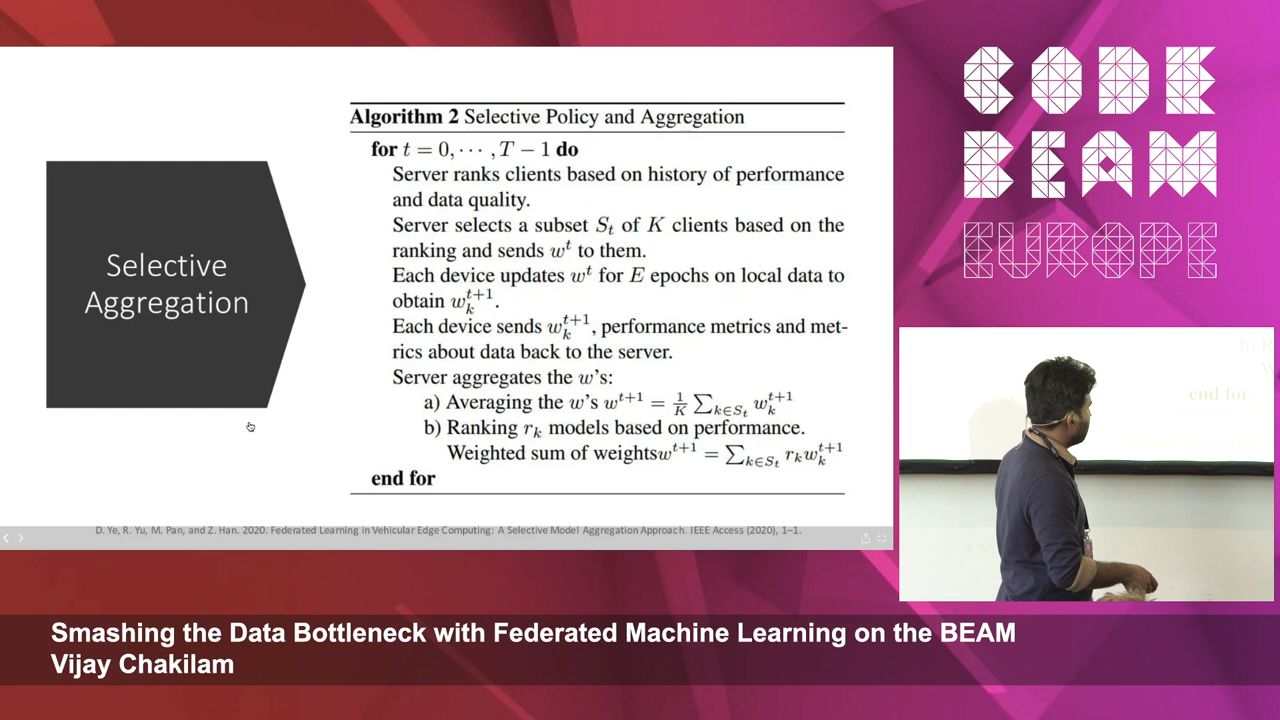 CODE
BEAM
EUROPE
Selective
Aggregation
Algorithm 2 Selective Policy and Aggregation
for t = 0, · · · , T − 1 do
Server ranks clients based on history of performance
and data quality.
Server selects a subset S_t of K clients based on the
ranking and sends w^t to them.
Each device updates w^t for E epochs on local data to
obtain w_k^{t+1}.
Each device sends w_k^{t+1}, performance metrics and met-
rics about data back to the server.
Server aggregates the w's:
a) Averaging the w's w^{t+1} = \frac{1}{K} ∑_{k∈S_t} w_k^{t+1}
b) Ranking r_k models based on performance.
Weighted sum of weightsw^{t+1} = ∑_{k∈S_t} r_k w_k^{t+1}
end for
D. Ye, R. Yu, M. Pan, and Z. Han. 2020. Federated Learning in Vehicular Edge Computing: A Selective Model Aggregation Approach. IEEE Access (2020), 1–1.
end for
Smashing the Data Bottleneck with Federated Machine Learning on the BEAM
Vijay Chakilam